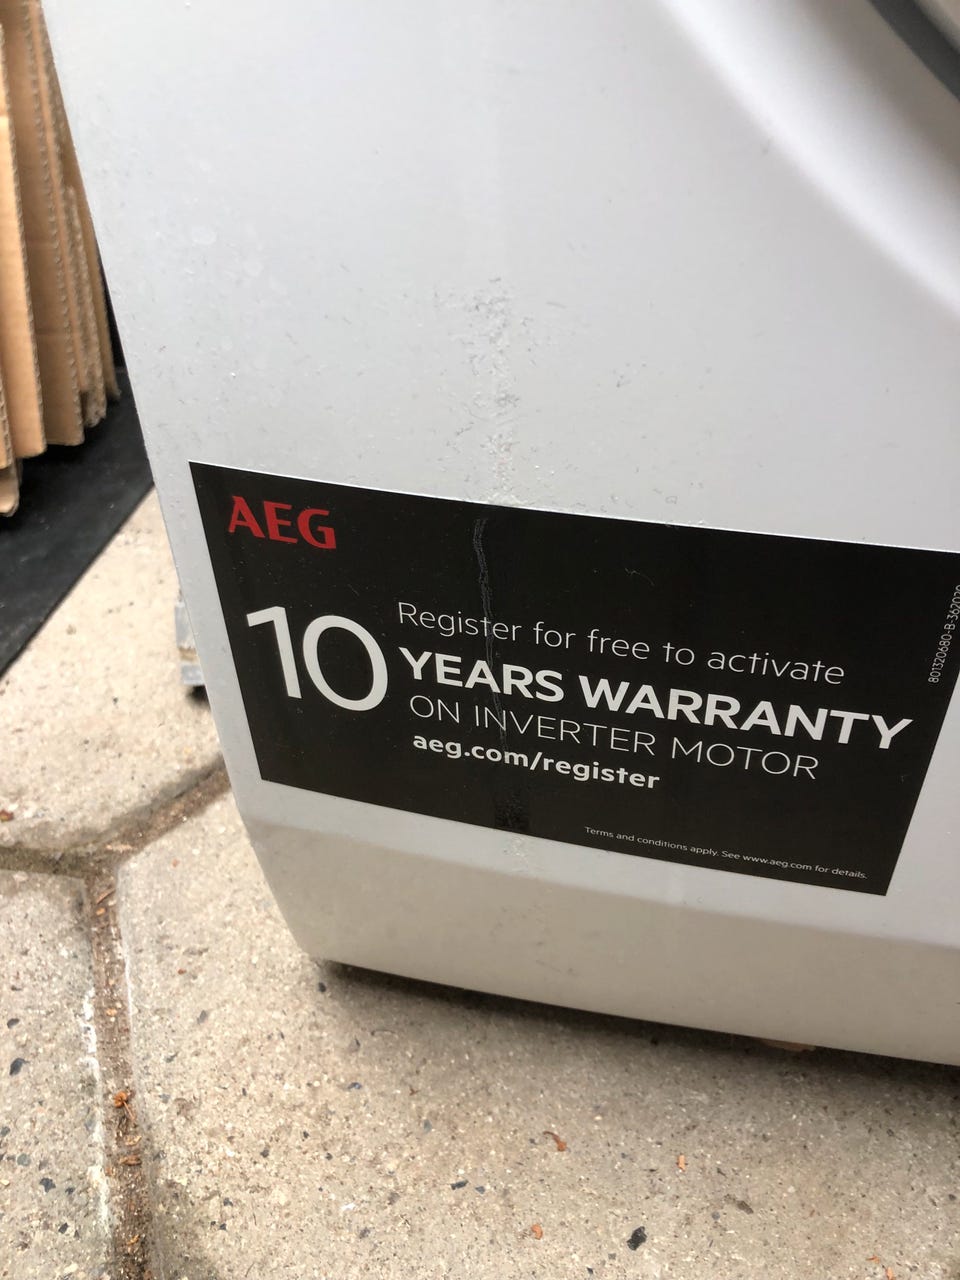 AEG
10
Register for free to activate
YEARS WARRANTY
ON INVERTER MOTOR
aeg.com/register
Terms and conditions apply. See www.aeg.com for details.